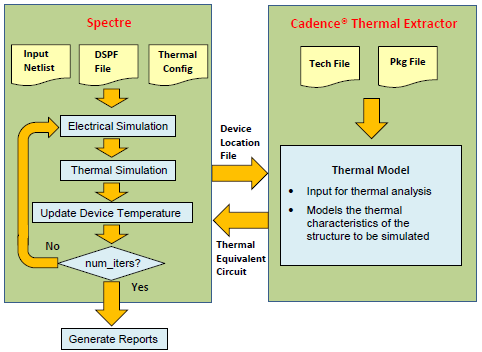 Spectre
Input
Netlist
DSPF
File
Thermal
Config
Electrical Simulation
Thermal Simulation
Update Device Temperature
No
num_iters?
Yes
Generate Reports
Device
Location
File
Thermal
Equivalent
Circuit
Cadence® Thermal Extractor
Tech File
Pkg File
Thermal Model
• Input for thermal analysis
• Models the thermal
characteristics of the
structure to be simulated